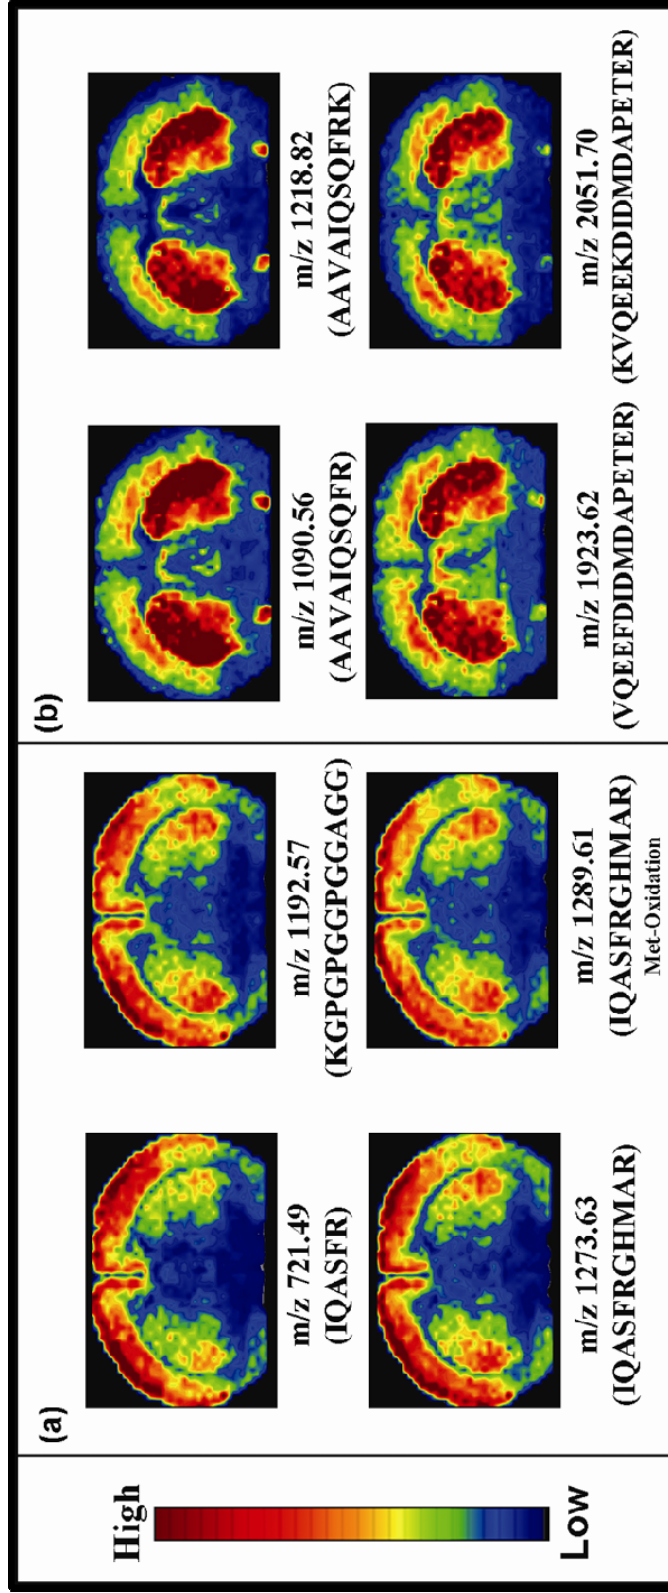 High
Low
(a)
m/z 721.49
(IQASFR)
m/z 1192.57
(KGPGPGGPGGAGG)
m/z 1273.63
(IQASFRGHMAR)
m/z 1289.61
(IQASFRGHMAR)
Met-Oxidation
(b)
m/z 1090.56
(AAVAIQSQFR)
m/z 1218.82
(AAVAIQSQFRK)
m/z 1923.62
(VQEEFDIDMDAPETER)
m/z 2051.70
(KVQEEKDIDMDAPETER)